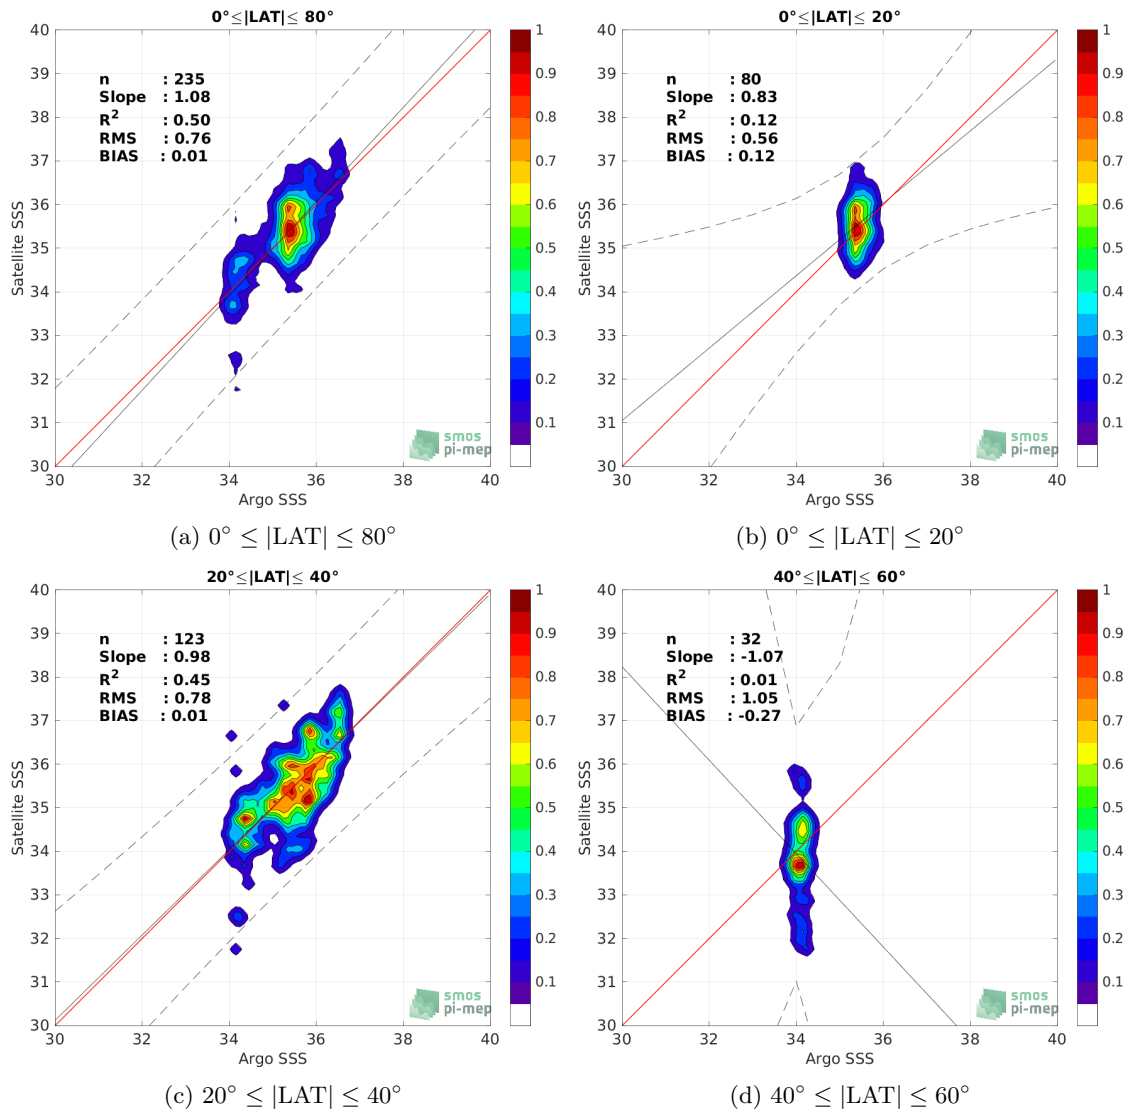 0°≤|LAT|≤ 80°
n : 235
Slope : 1.08
R2 : 0.50
RMS : 0.76
BIAS : 0.01
40
39
38
37
36
35
34
33
32
31
30
Satellite SSS
30 32 34 36 38 40
Argo SSS
1
0.9
0.8
0.7
0.6
0.5
0.4
0.3
0.2
0.1
smos
pi-mep
(a) 0° ≤ |LAT| ≤ 80°
0°≤|LAT|≤ 20°
n : 80
Slope : 0.83
R2 : 0.12
RMS : 0.56
BIAS : 0.12
40
39
38
37
36
35
34
33
32
31
30
Satellite SSS
30 32 34 36 38 40
Argo SSS
1
0.9
0.8
0.7
0.6
0.5
0.4
0.3
0.2
0.1
smos
pi-mep
(b) 0° ≤ |LAT| ≤ 20°
20°≤|LAT|≤ 40°
n : 123
Slope : 0.98
R2 : 0.45
RMS : 0.78
BIAS : 0.01
40
39
38
37
36
35
34
33
32
31
30
Satellite SSS
30 32 34 36 38 40
Argo SSS
1
0.9
0.8
0.7
0.6
0.5
0.4
0.3
0.2
0.1
smos
pi-mep
(c) 20° ≤ |LAT| ≤ 40°
40°≤|LAT|≤ 60°
n : 32
Slope : -1.07
R2 : 0.01
RMS : 1.05
BIAS : -0.27
40
39
38
37
36
35
34
33
32
31
30
Satellite SSS
30 32 34 36 38 40
Argo SSS
1
0.9
0.8
0.7
0.6
0.5
0.4
0.3
0.2
0.1
smos
pi-mep
(d) 40° ≤ |LAT| ≤ 60°